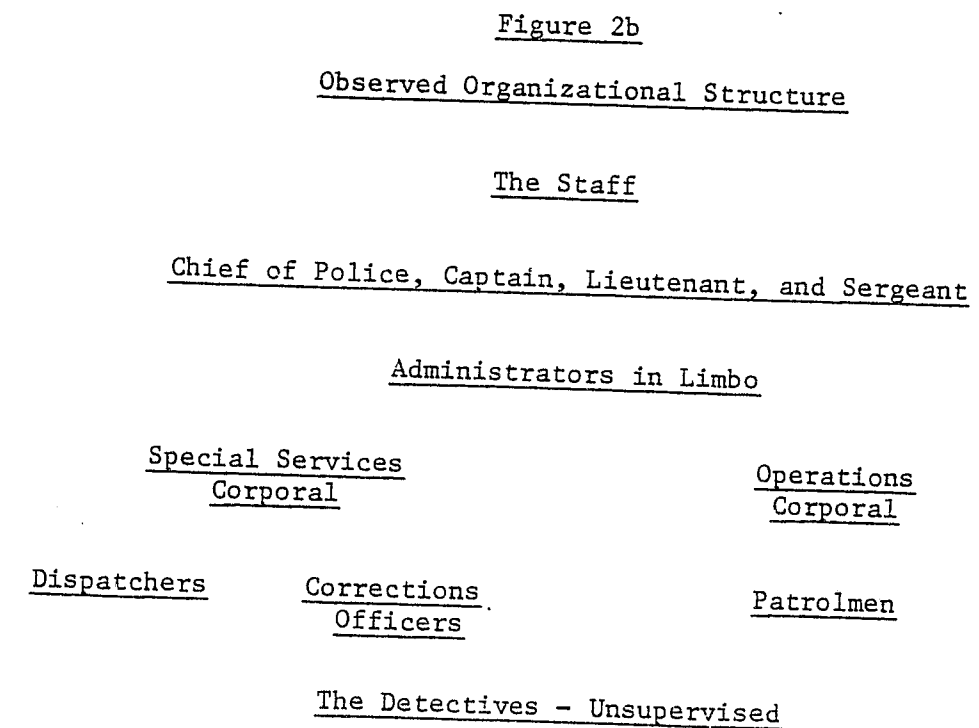 Figure 2b
Observed Organizational Structure
The Staff
Chief of Police, Captain, Lieutenant, and Sergeant
Administrators in Limbo
Special Services
Corporal
Operations
Corporal
Dispatchers
Corrections
Officers
Patrolmen
The Detectives - Unsupervised